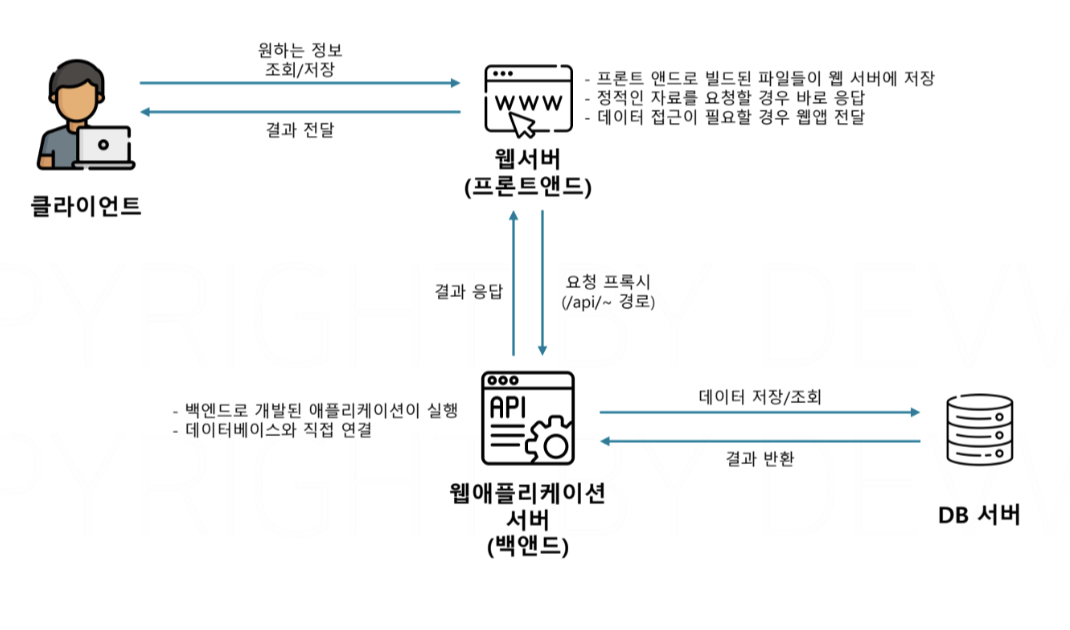 원하는 정보
조회/저장
결과 전달
클라이언트
WWW
웹서버
(프론트앤드)
- 프론트 앤드로 빌드된 파일들이 웹 서버에 저장
- 정적인 자료를 요청할 경우 바로 응답
- 데이터 접근이 필요할 경우 웹앱 전달
결과 응답
요청 프록시
(/api/~ 경로)
- 백엔드로 개발된 애플리케이션이 실행
- 데이터베이스와 직접 연결
API
웹애플리케이션
서버
(백앤드)
데이터 저장/조회
결과 반환
DB 서버
PYRIGHT BY DEVW
PYRIGHT BY DEVW